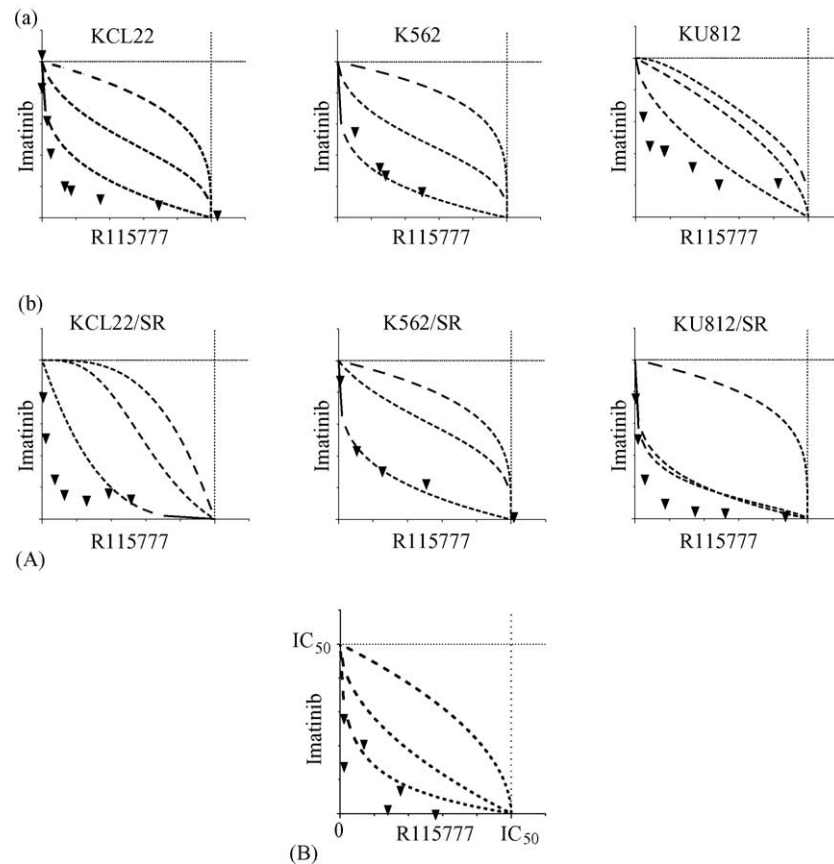 (a)
KCL22 K562 KU812
Imatinib Imatinib Imatinib
R115777 R115777 R115777
(b)
KCL22/SR K562/SR KU812/SR
Imatinib Imatinib Imatinib
R115777 R115777 R115777
(A)
IC50
Imatinib
0 R115777 IC50
(B)